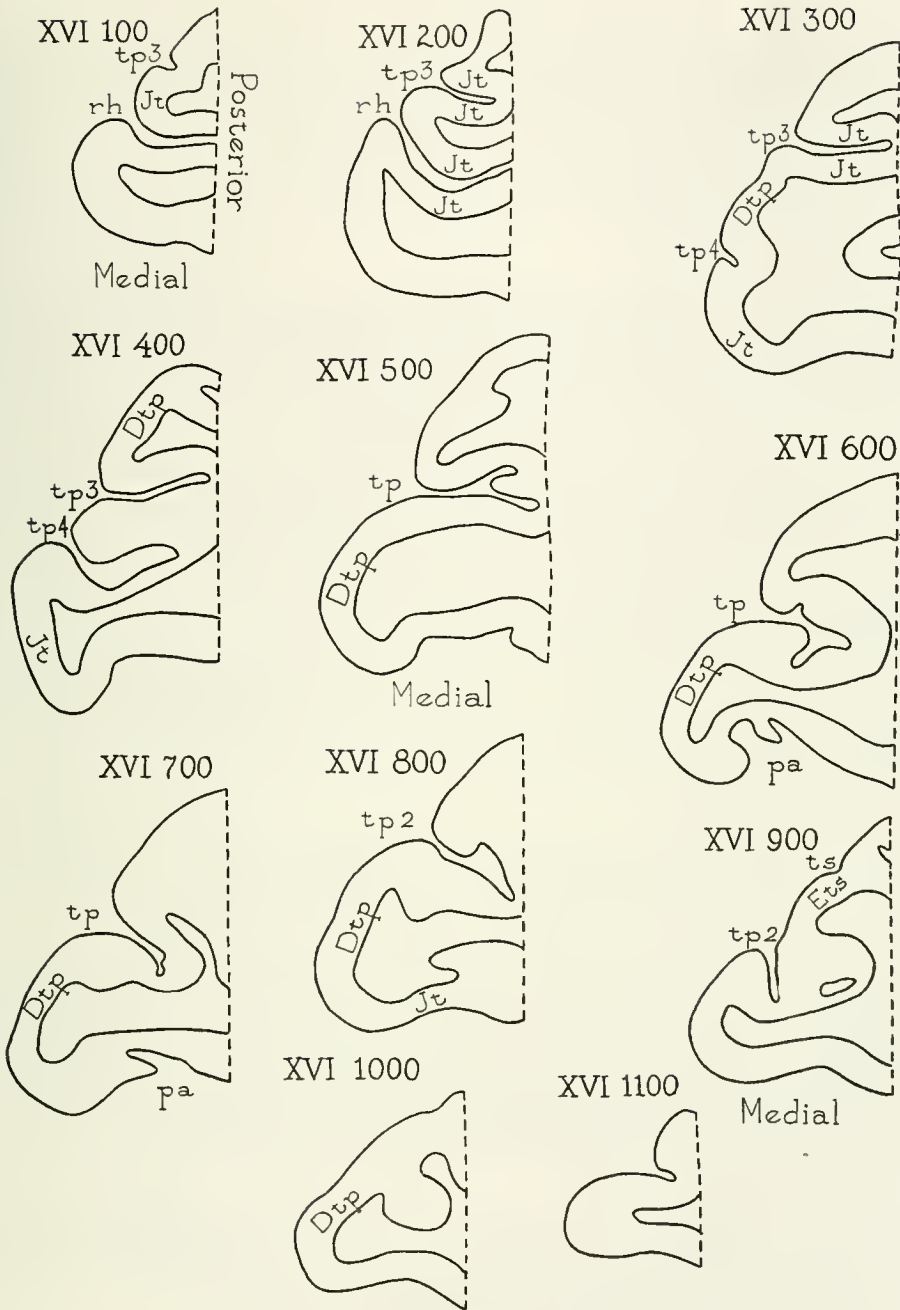 XVI 100
tp3
Jt
rh
Posterior
Medial
XVI 200
tp3
Jt
Jt
rh
Jt
Jt
XVI 300
tp3
Jt
Jt
Dtp
tp4
Jt
XVI 400
Dtp
tp3
tp4
Jt
XVI 500
tp
Dtp
Medial
XVI 600
tp
Dtp
pa
XVI 700
tp
Dtp
pa
XVI 800
tp2
Dtp
Jt
XVI 900
ts
Ets
tp2
Medial
XVI 1000
Dtp
XVI 1100